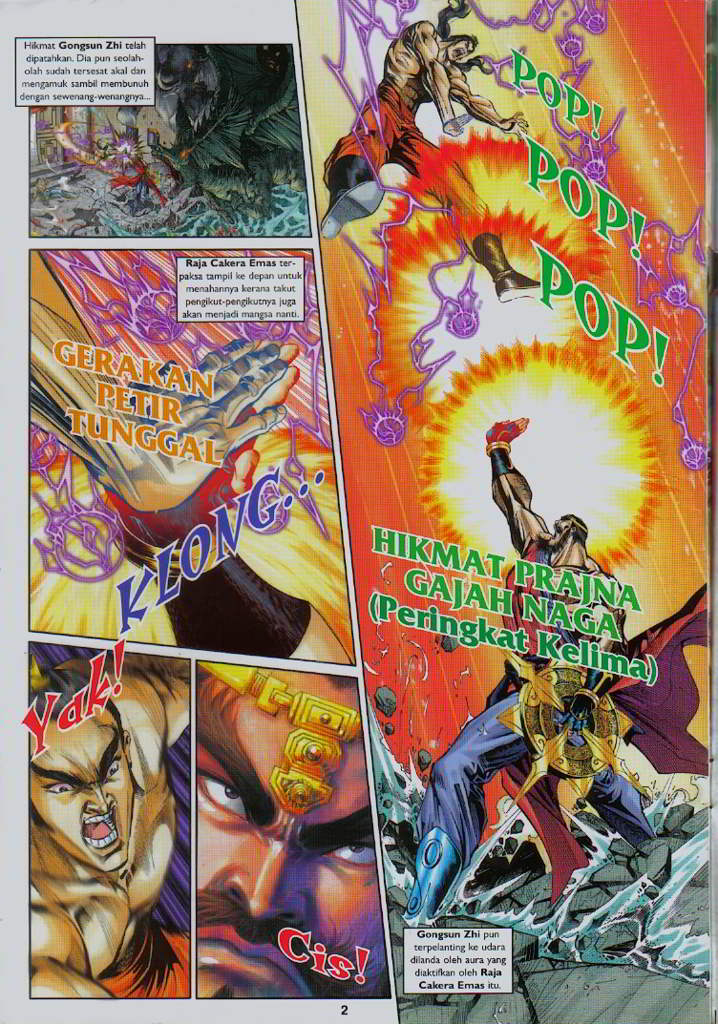 Hikmat Gongsun Zhi telah
dipatahkan. Dia pun seolah-
olah sudah tersesat akal dan
mengamuk sambil membunuh
dengan sewenang-wenangnya...
Raja Cakera Emas ter-
paksa tampil ke depan untuk
menahannya kerana takut
pengikut-pengikutnya juga
akan menjadi mangsa nanti.
GERAKAN
PETIR
TUNGGAL
KLONG...
Yak!
Cis!
POP!
POP!
POP!
HIKMAT PRAJNA
GAJAH NAGA
(Peringkat Kelima)
Gongsun Zhi pun
terpelanting ke udara
dilanda oleh aura yang
diaktifkan oleh Raja
Cakera Emas itu.
2